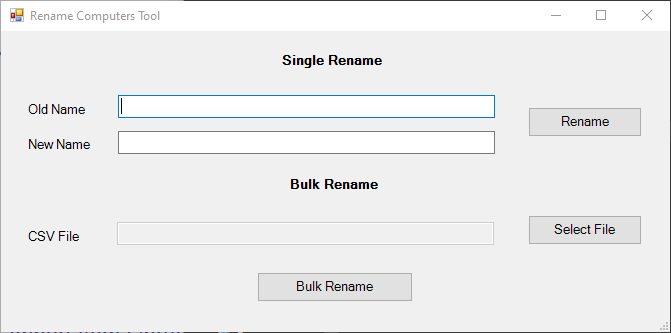 Rename Computers Tool
Single Rename
Old Name
Rename
New Name
Bulk Rename
CSV File
Select File
Bulk Rename